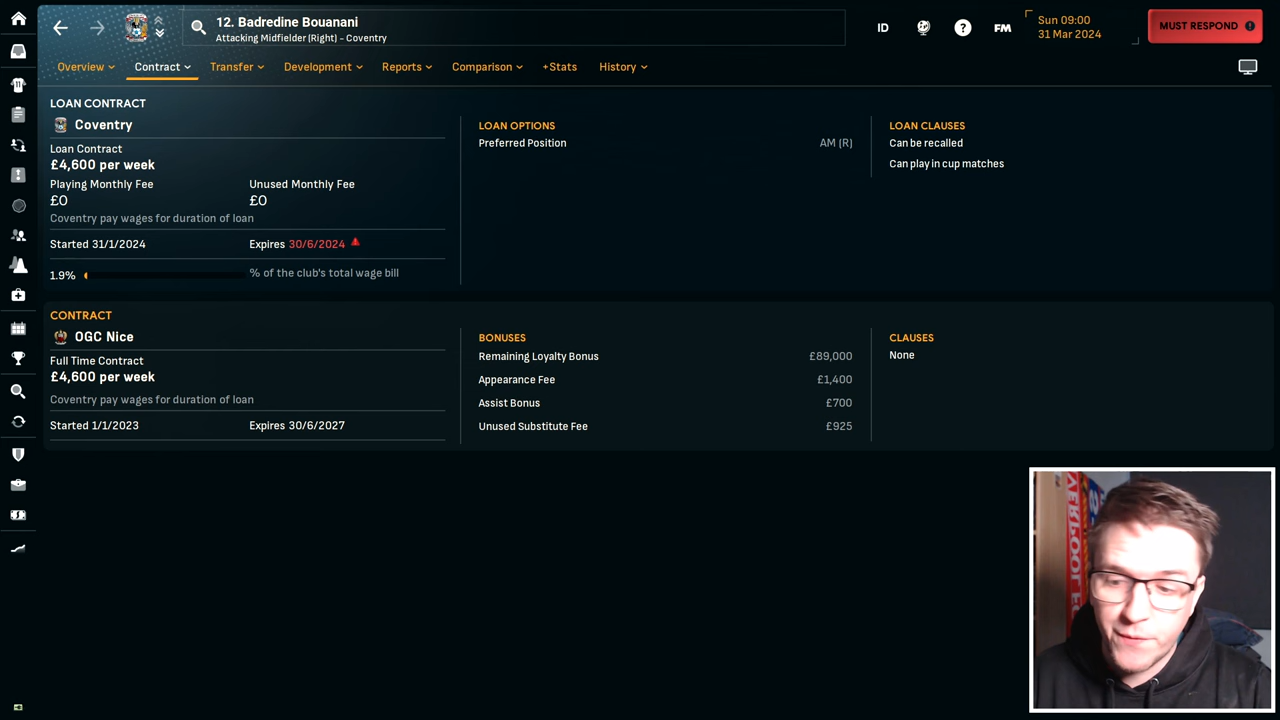 12. Badredine Bouanani
Attacking Midfielder (Right) - Coventry
ID
FM
Sun 09:00
31 Mar 2024
MUST RESPOND
Overview
Contract
Transfer
Development
Reports
Comparison
+Stats
History
LOAN CONTRACT
Coventry
Loan Contract
£4,600 per week
Playing Monthly Fee
Unused Monthly Fee
£0
£0
Coventry pay wages for duration of loan
Started 31/1/2024
Expires 30/6/2024
1.9%
% of the club's total wage bill
LOAN OPTIONS
Preferred Position
AM (R)
LOAN CLAUSES
Can be recalled
Can play in cup matches
CONTRACT
OGC Nice
Full Time Contract
£4,600 per week
Coventry pay wages for duration of loan
Started 1/1/2023
Expires 30/6/2027
BONUSES
Remaining Loyalty Bonus
£89,000
Appearance Fee
£1,400
Assist Bonus
£700
Unused Substitute Fee
£925
CLAUSES
None